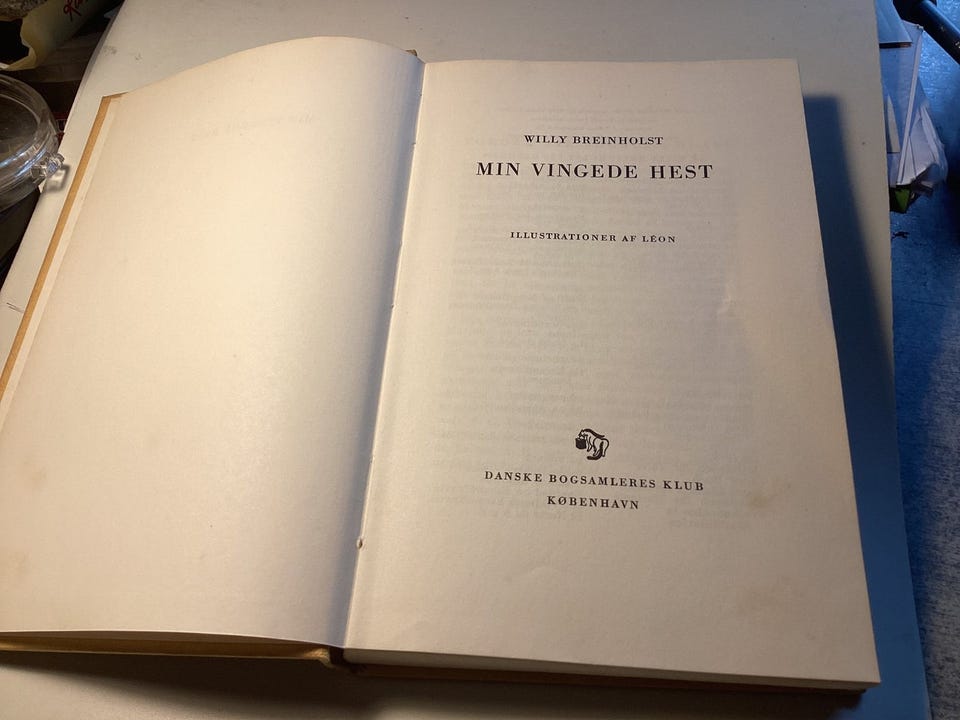 WILLY BREINHOLST
MIN VINGEDE HEST
ILLUSTRATIONER AF LÉON
DANSKE BOGSAMLERES KLUB
KØBENHAVN